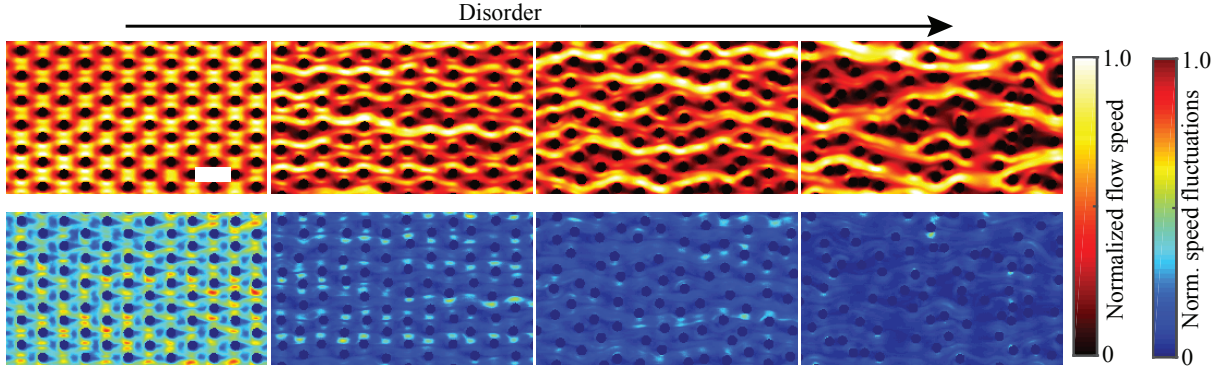 Disorder
1.0
Normalized flow speed
0
1.0
Norm. speed fluctuations
0